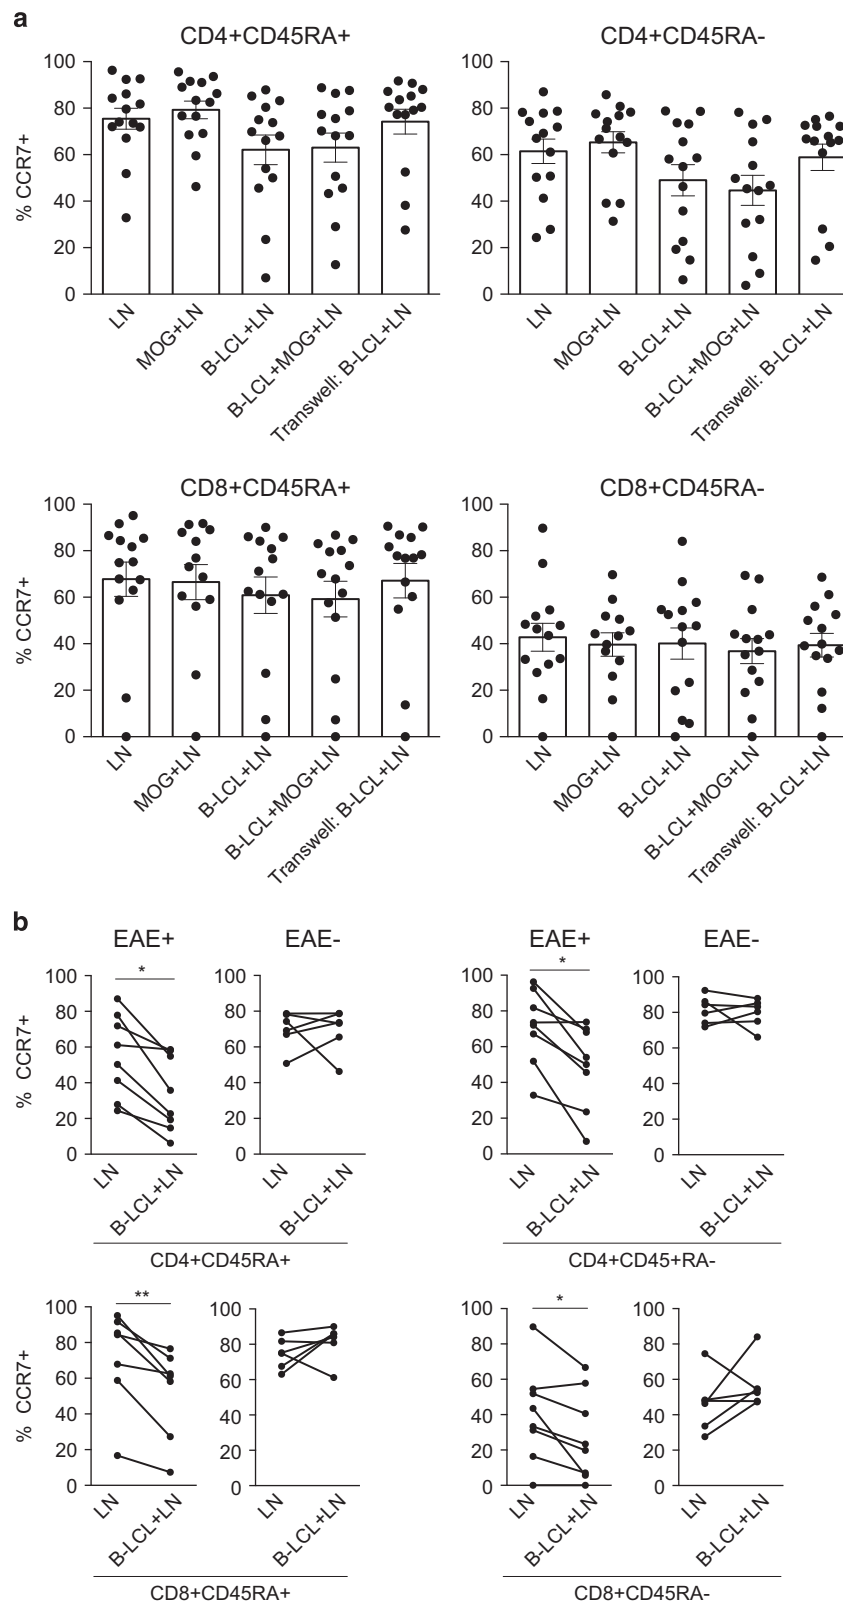 a
CD4+CD45RA+
CD4+CD45RA-
% CCR7+
100
80
60
40
20
0
100
80
60
40
20
0
LN
MOG+LN
B-LCL+LN
B-LCL+MOG+LN
Transwell: B-LCL+LN
LN
MOG+LN
B-LCL+LN
B-LCL+MOG+LN
Transwell: B-LCL+LN
CD8+CD45RA+
CD8+CD45RA-
% CCR7+
100
80
60
40
20
0
100
80
60
40
20
0
LN
MOG+LN
B-LCL+LN
B-LCL+MOG+LN
Transwell: B-LCL+LN
LN
MOG+LN
B-LCL+LN
B-LCL+MOG+LN
Transwell: B-LCL+LN
b
EAE+
EAE-
EAE+
EAE-
% CCR7+
100
80
60
40
20
0
*
100
80
60
40
20
0
100
80
60
40
20
0
*
100
80
60
40
20
0
LN
B-LCL+LN
LN
B-LCL+LN
LN
B-LCL+LN
LN
B-LCL+LN
CD4+CD45RA+
CD4+CD45+RA-
% CCR7+
100
80
60
40
20
0
**
100
80
60
40
20
0
100
80
60
40
20
0
*
100
80
60
40
20
0
LN
B-LCL+LN
LN
B-LCL+LN
LN
B-LCL+LN
LN
B-LCL+LN
CD8+CD45RA+
CD8+CD45RA-